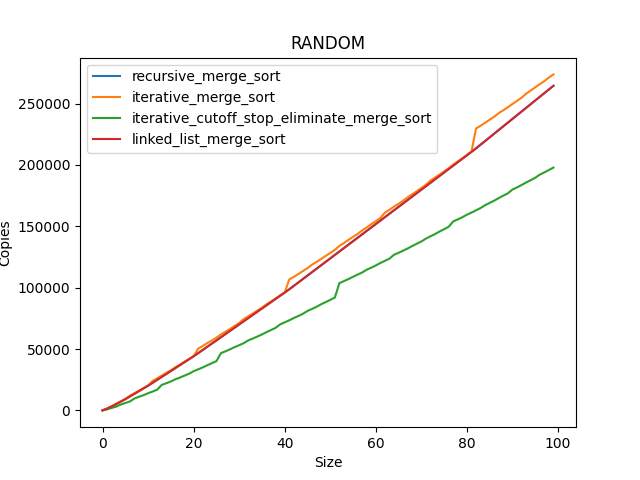 RANDOM
recursive_merge_sort
iterative_merge_sort
iterative_cutoff_stop_eliminate_merge_sort
linked_list_merge_sort
250000
200000
150000
100000
50000
0
Copies
0 20 40 60 80 100
Size